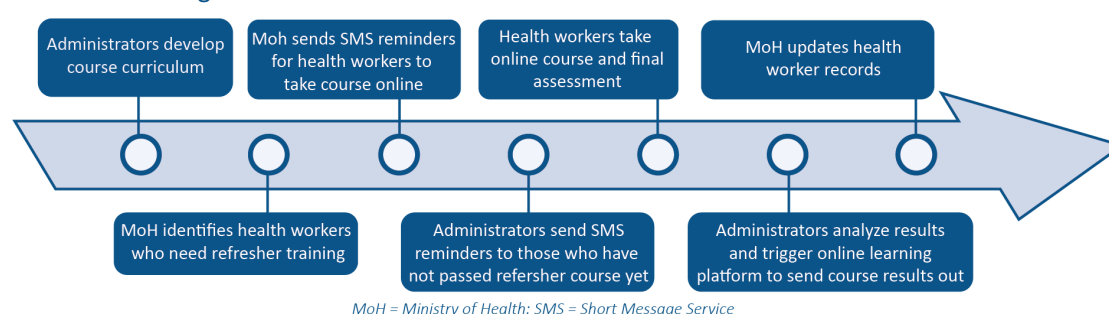 Administrators develop
course curriculum
MoH identifies health workers
who need refresher training
Moh sends SMS reminders
for health workers to
take course online
Administrators send SMS
reminders to those who have
not passed refersher course yet
Health workers take
online course and final
assessment
Administrators analyze results
and trigger online learning
platform to send course results out
MoH updates health
worker records
MoH = Ministry of Health; SMS = Short Message Service